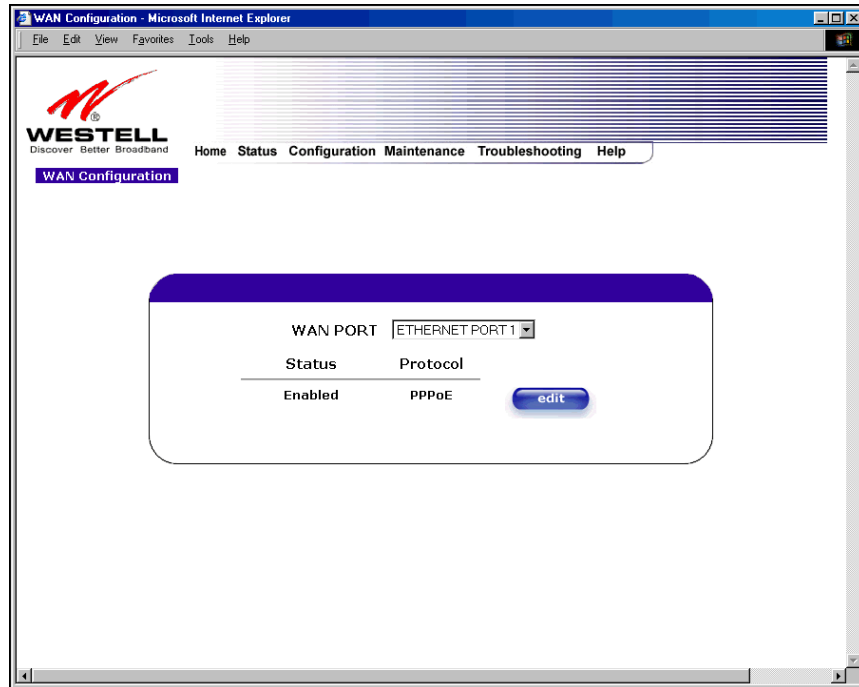 WAN Configuration - Microsoft Internet Explorer
File Edit View Favorites Tools Help
®
WESTELL
Discover Better Broadband
Home Status Configuration Maintenance Troubleshooting Help
WAN Configuration
WAN PORT ETHERNET PORT 1
Status Protocol
Enabled PPPoE edit